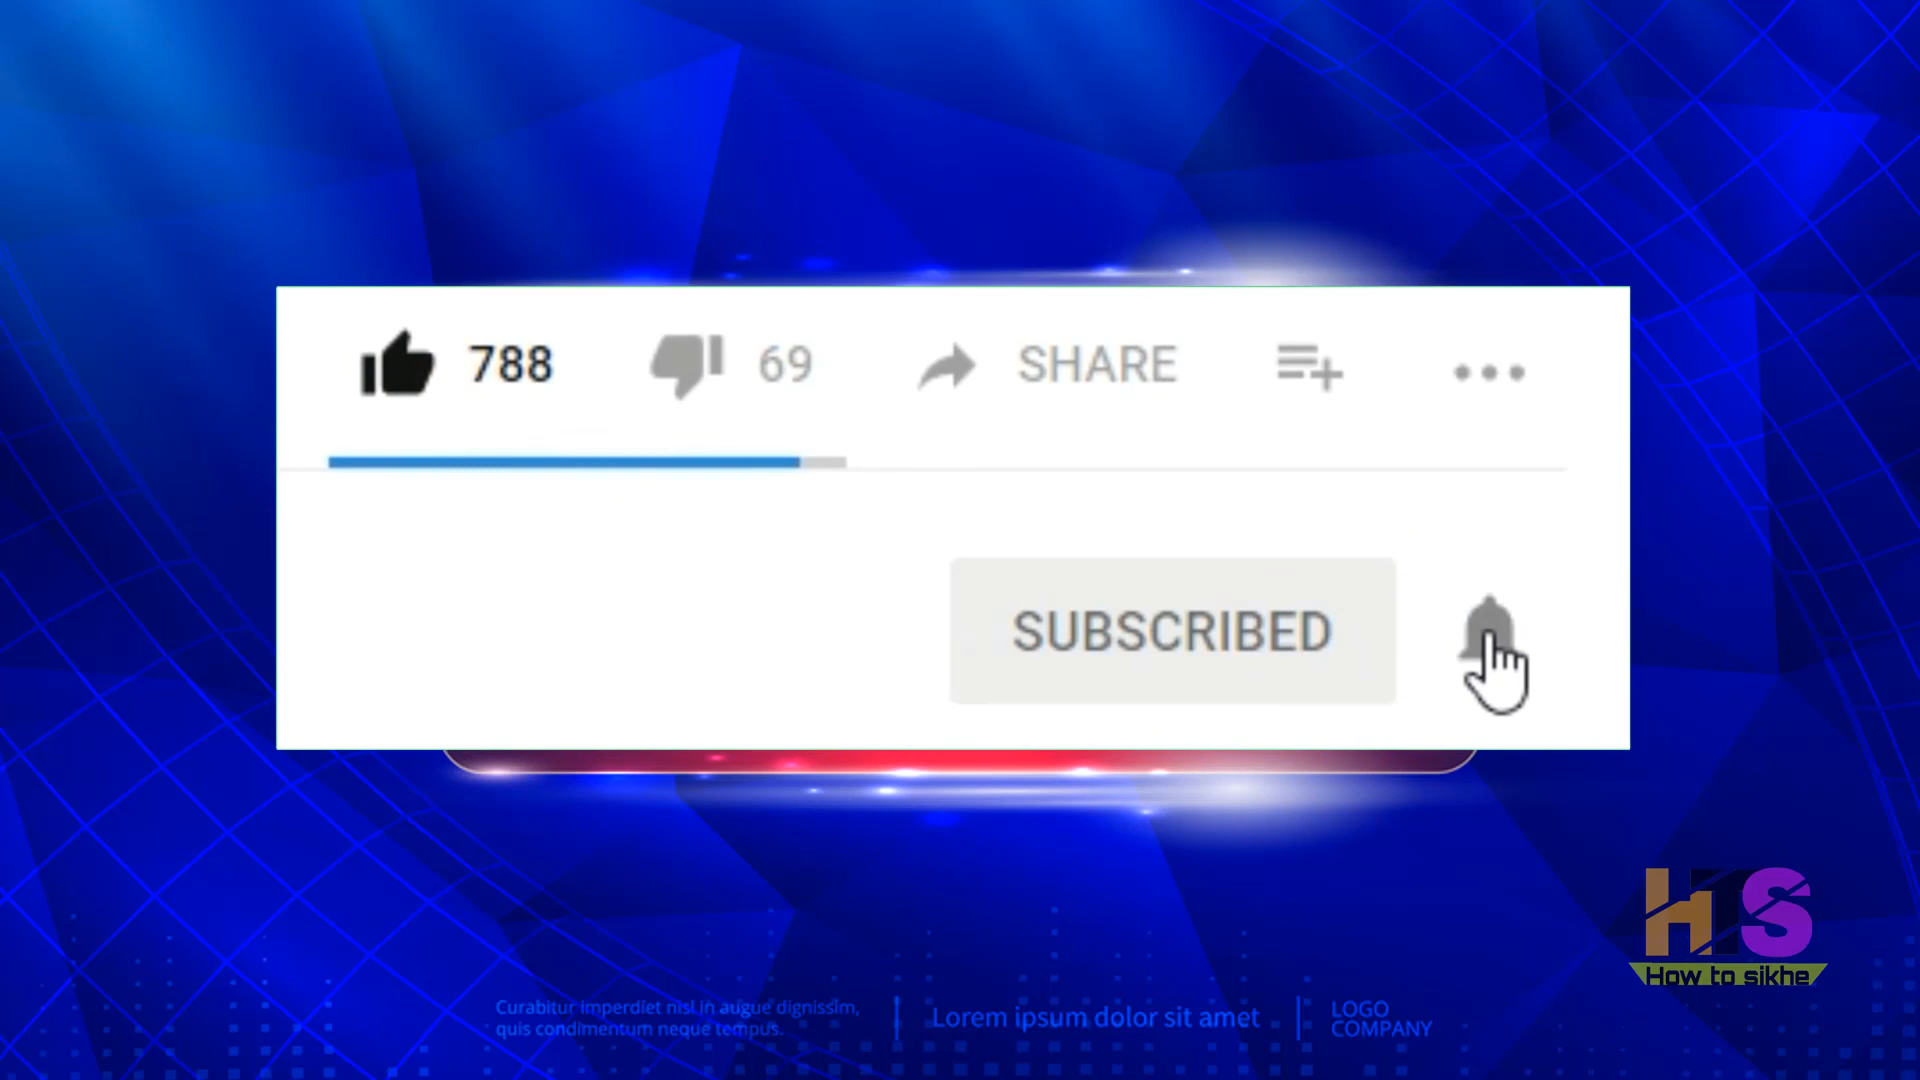 788 69 SHARE
SUBSCRIBED
HTS
How to sikhe
Curabitur imperdiet nisl in augue dignissim,
quis condimentum neque tempus.
Lorem ipsum dolor sit amet
LOGO
COMPANY